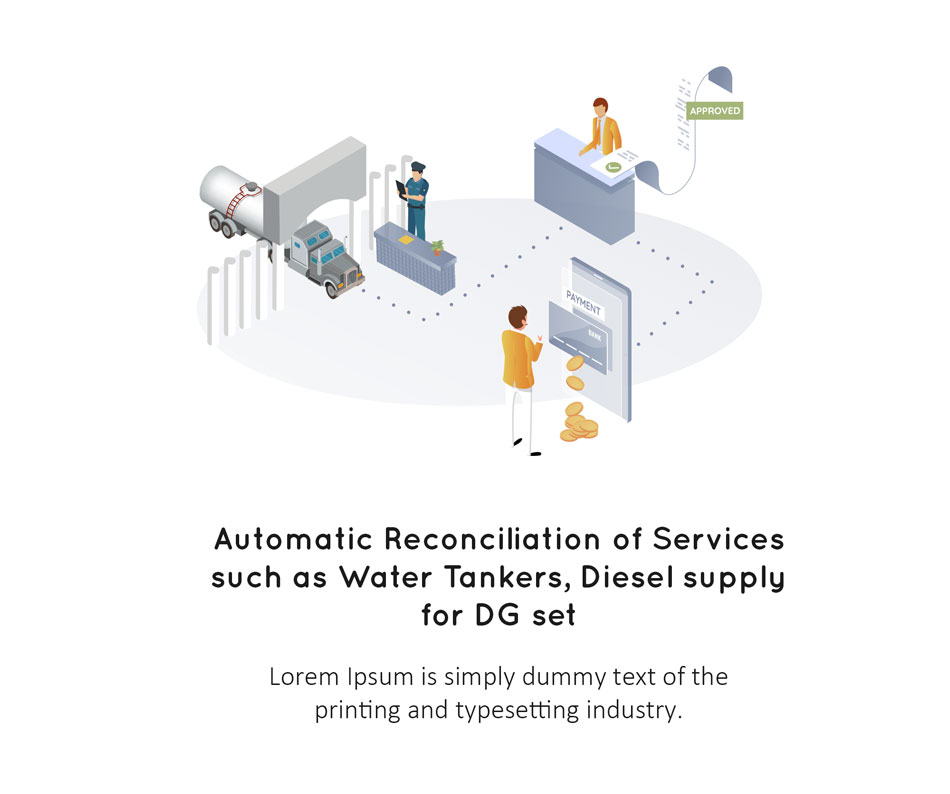 APPROVED
PAYMENT
BANK
Automatic Reconciliation of Services
such as Water Tankers, Diesel supply
for DG set
Lorem Ipsum is simply dummy text of the
printing and typesetting industry.